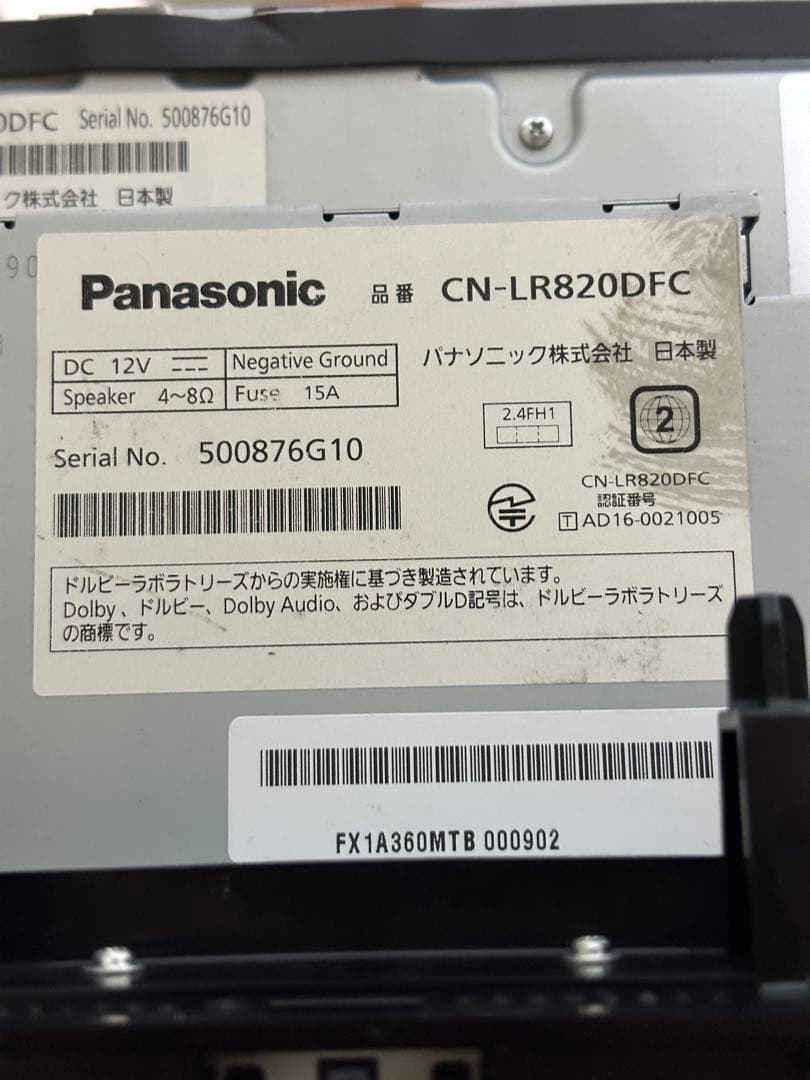 0DFC Serial No. 500876G10
ク株式会社 日本製
90
Panasonic 品番 CN-LR820DFC
DC 12V Negative Ground
Speaker 4〜8Ω Fuse 15A
パナソニック株式会社 日本製
2.4FH1
2
Serial No. 500876G10
CN-LR820DFC
認証番号
T AD16-0021005
ドルビーラボラトリーズからの実施権に基づき製造されています。
Dolby、ドルビー、Dolby Audio、およびダブルD記号は、ドルビーラボラトリーズ
の商標です。
FX1A360MTB 000902